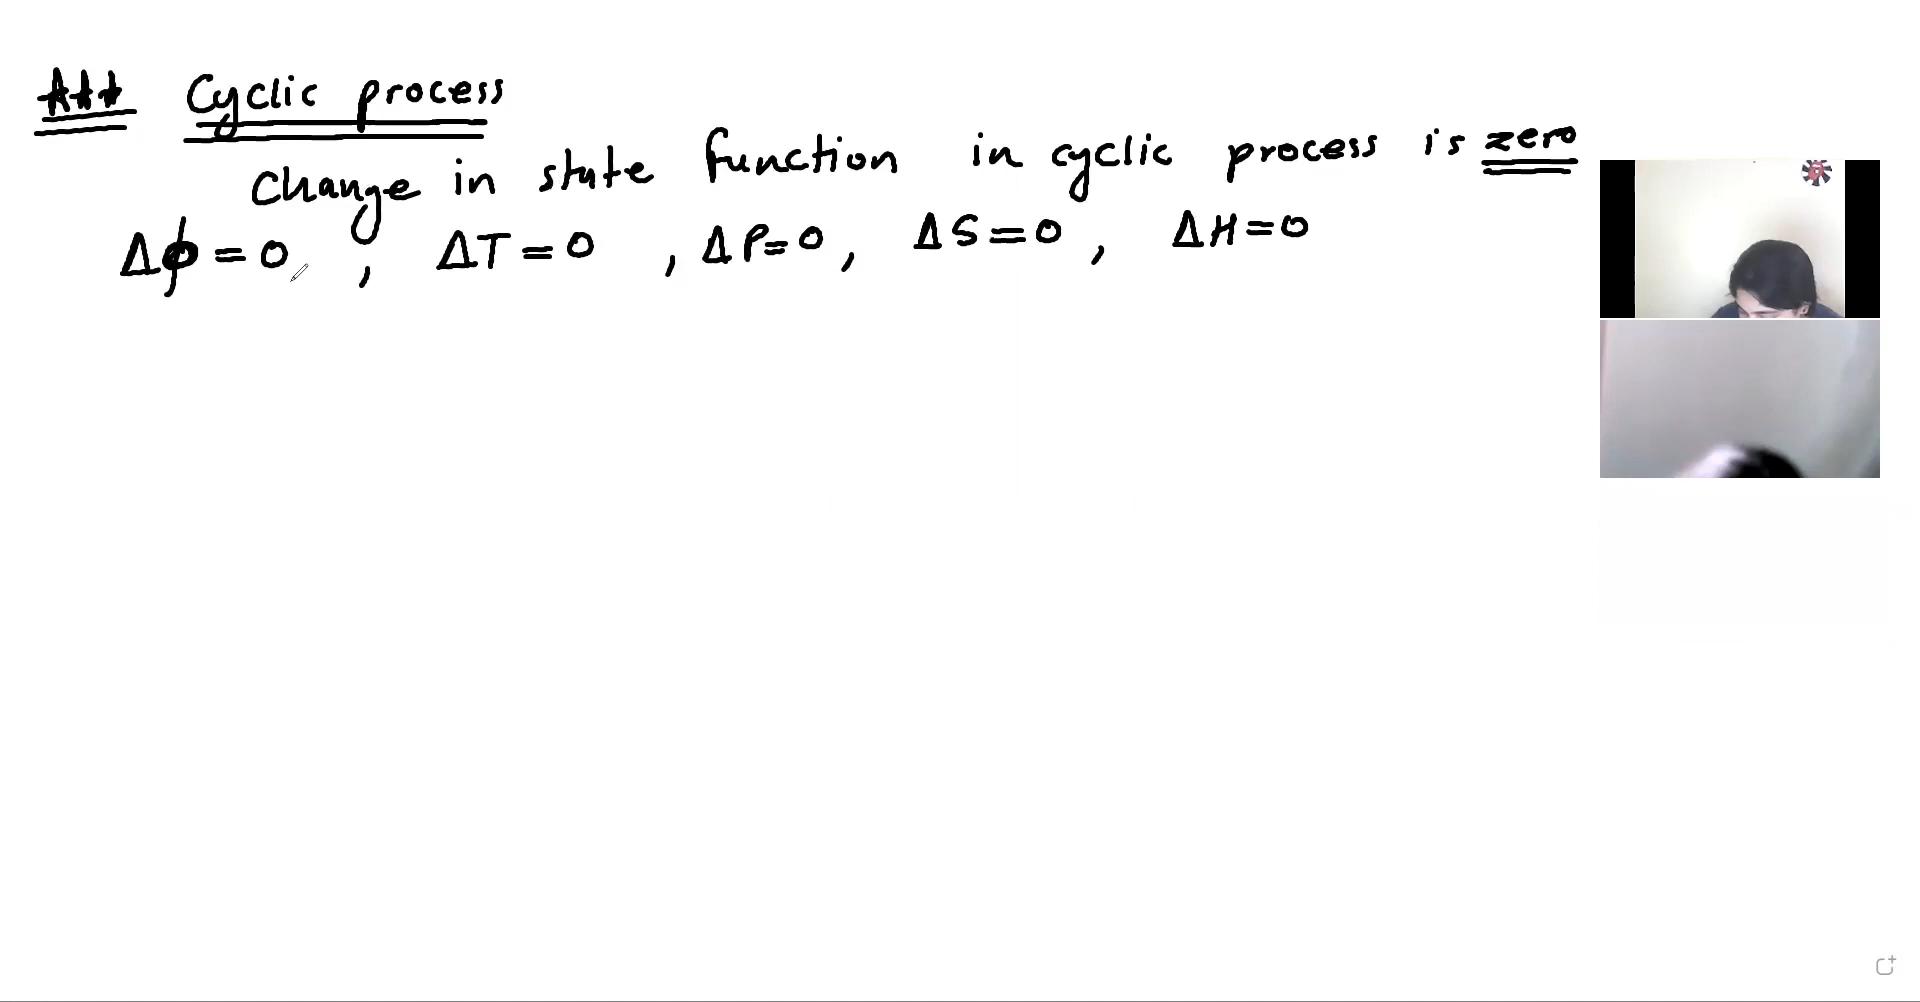 *** Cyclic process
Change in state function in cyclic process is zero
Δϕ = 0 , ΔT = 0 , ΔP = 0 , ΔS = 0 , ΔH = 0